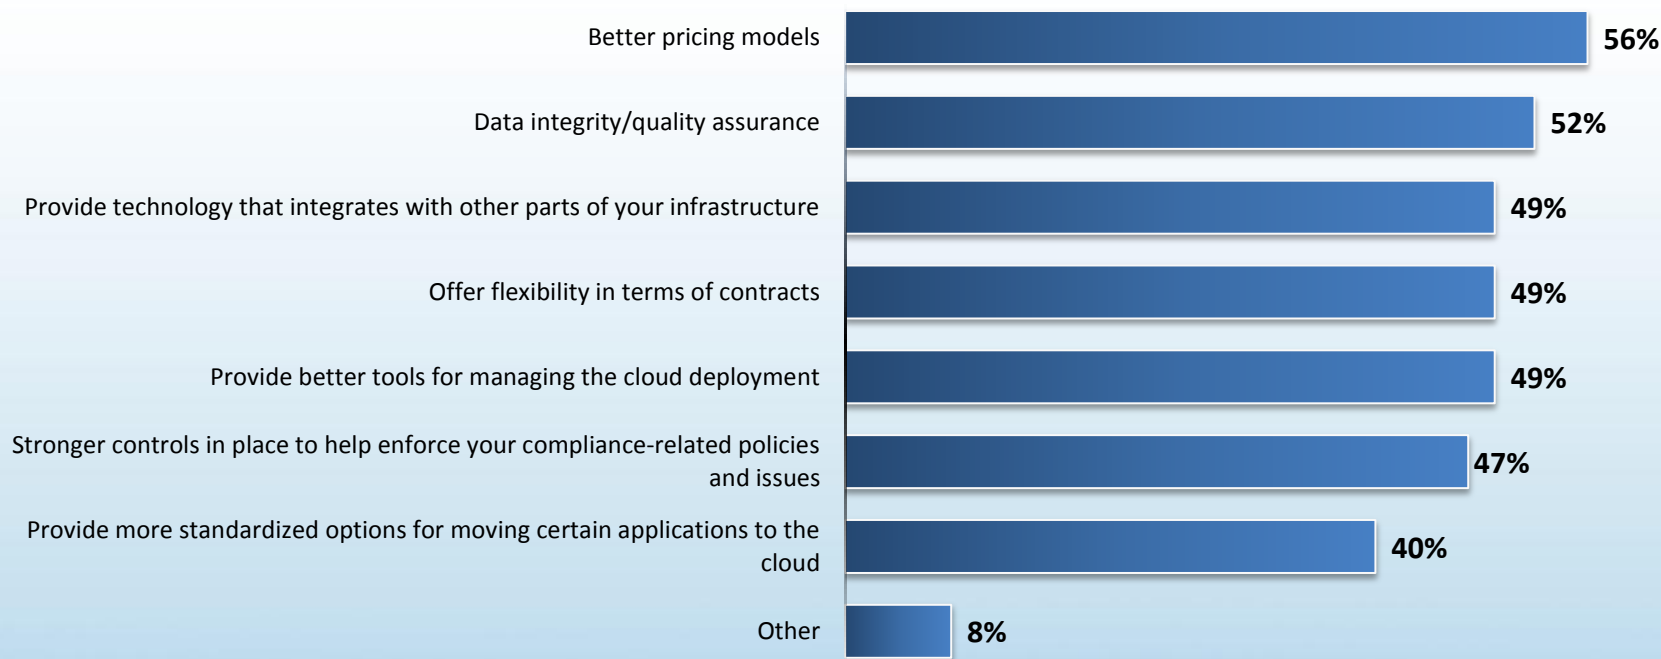 Better pricing models 56%
Data integrity/quality assurance 52%
Provide technology that integrates with other parts of your infrastructure 49%
Offer flexibility in terms of contracts 49%
Provide better tools for managing the cloud deployment 49%
Stronger controls in place to help enforce your compliance-related policies
and issues 47%
Provide more standardized options for moving certain applications to the
cloud 40%
Other 8%